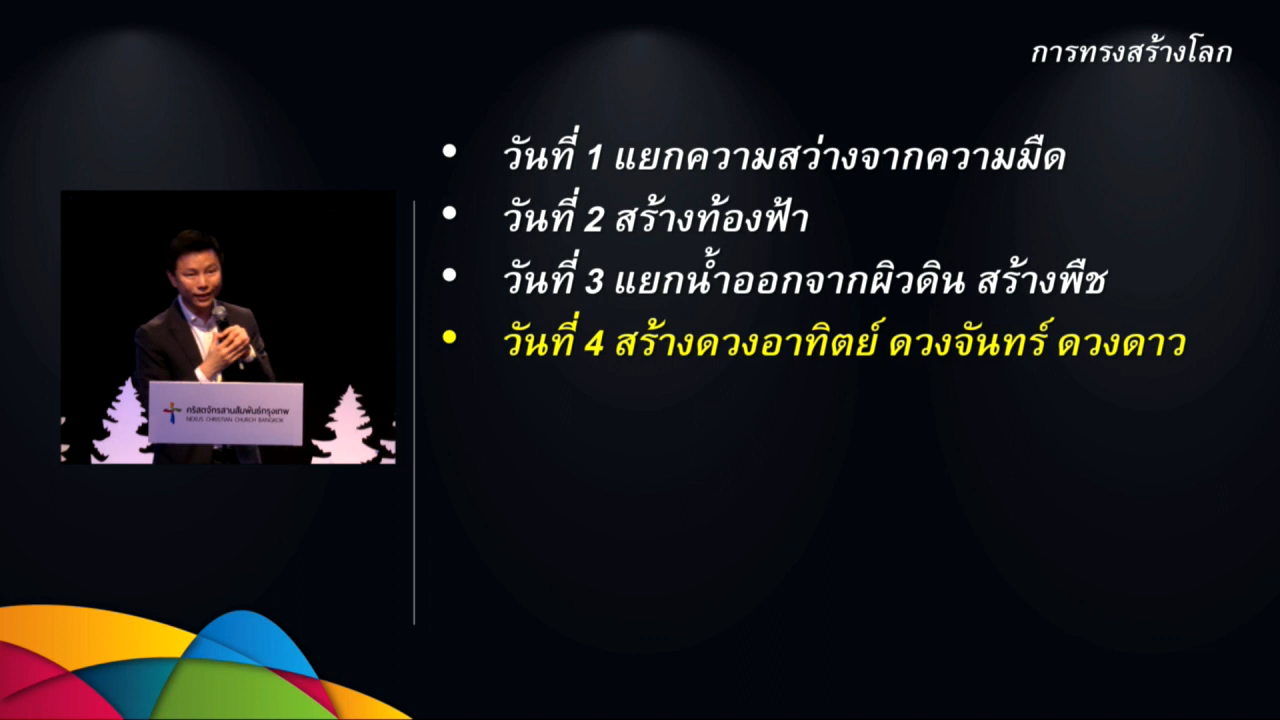 การทรงสร้างโลก
• วันที่ 1 แยกความสว่างจากความมืด
• วันที่ 2 สร้างท้องฟ้า
• วันที่ 3 แยกน้ำออกจากผิวดิน สร้างพืช
• วันที่ 4 สร้างดวงอาทิตย์ ดวงจันทร์ ดวงดาว
คริสตจักรสานสัมพันธ์กรุงเทพ
NEXUS CHRISTIAN CHURCH BANGKOK